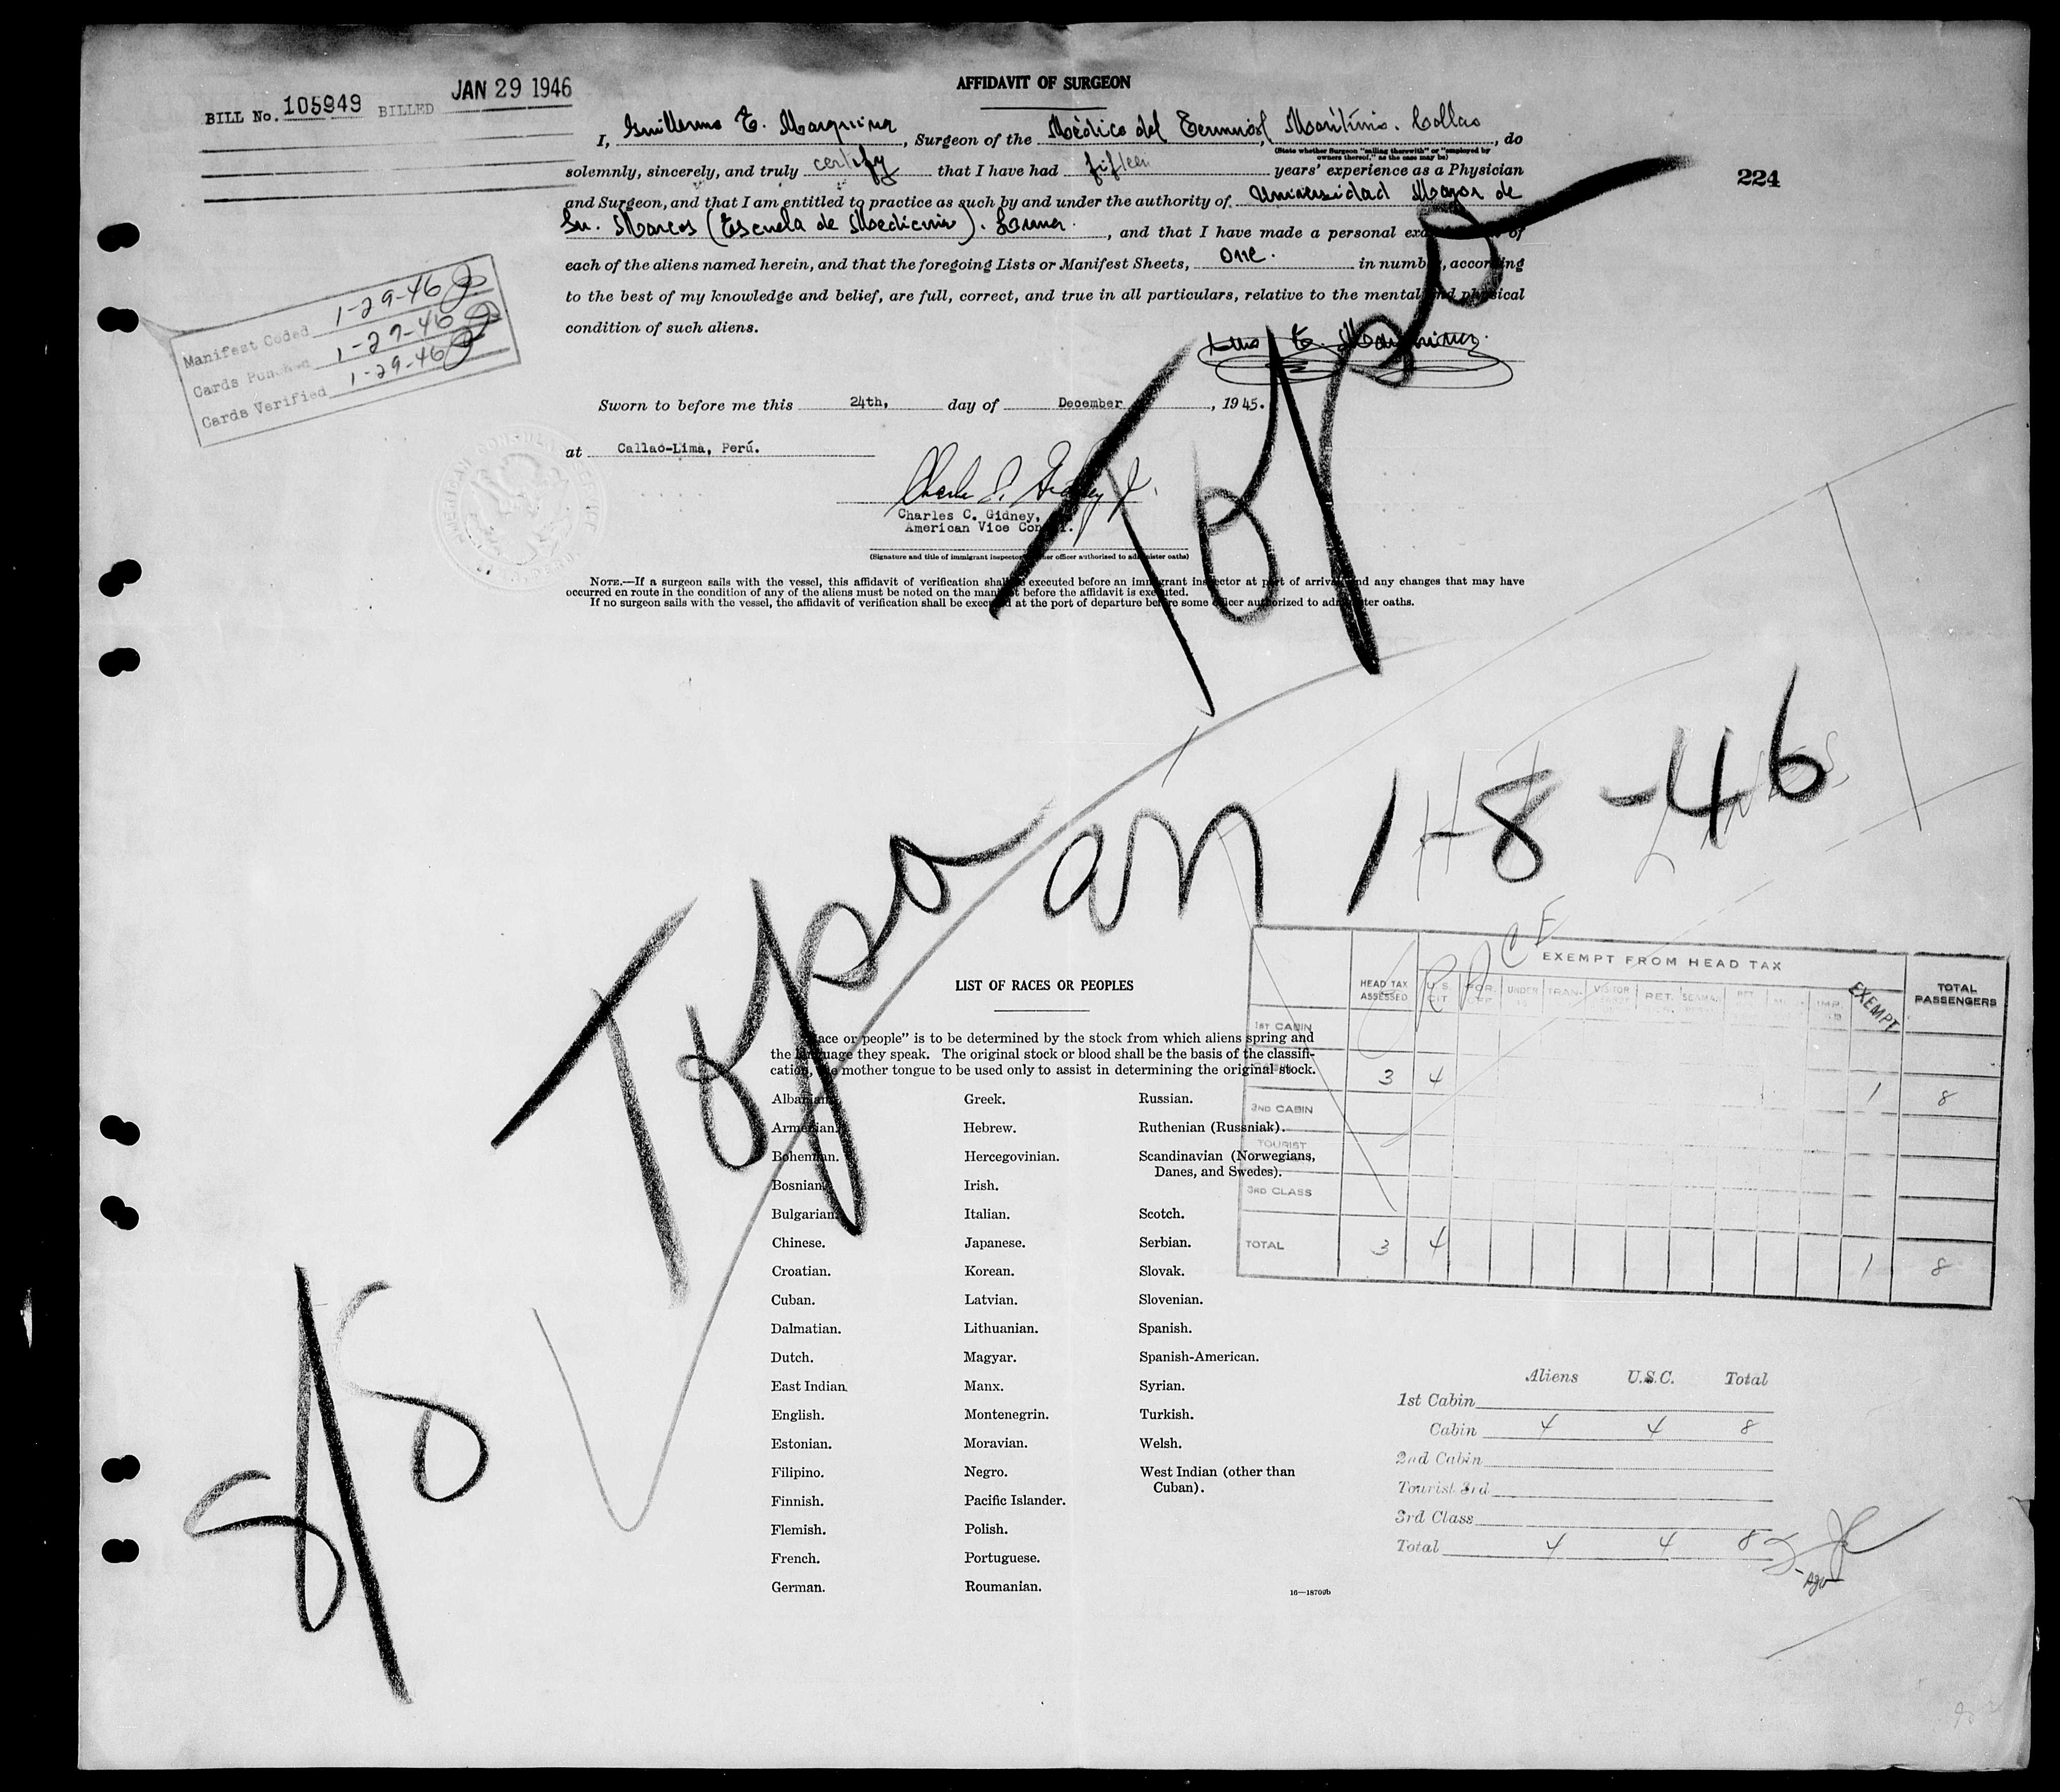 BILL No. 105949 BILLED JAN 29 1946
AFFIDAVIT OF SURGEON
I, Guillermo E. , Surgeon of the Médico del Terminal Marítimo. Callao, do
(State whether Surgeon "sailing therewith" or "employed by
owners thereof," as the case may be)
solemnly, sincerely, and truly certify that I have had fifteen years' experience as a Physician
224
and Surgeon, and that I am entitled to practice as such by and under the authority of Universidad Mayor de
Sn. Marcos (Escuela de Medicina). Lima. , and that I have made a personal of
each of the aliens named herein, and that the foregoing Lists or Manifest Sheets, one. in number, according
to the best of my knowledge and belief, are full, correct, and true in all particulars, relative to the mental and physical
condition of such aliens.
Manifest Coded 1-29-46
Cards Punched 1-29-46
Cards Verified 1-29-46
Sworn to before me this 24th, day of December, 1945.
at Callao-Lima, Perú.
AMERICAN CONSULAR SERVICE
Charles C. Gidney,
American Vice Consul.
(Signature and title of immigrant inspector or other officer authorized to administer oaths)
NOTE.—If a surgeon sails with the vessel, this affidavit of verification shall be executed before an immigrant inspector at port of arrival and any changes that may have
occurred en route in the condition of any of the aliens must be noted on the manifest before the affidavit is executed.
If no surgeon sails with the vessel, the affidavit of verification shall be executed at the port of departure before some officer authorized to administer oaths.
Topa
S/S Topa an 1-8-46
LIST OF RACES OR PEOPLES
"Race or people" is to be determined by the stock from which aliens spring and
the language they speak. The original stock or blood shall be the basis of the classifi-
cation, the mother tongue to be used only to assist in determining the original stock.
Albanian. Greek. Russian.
Armenian. Hebrew. Ruthenian (Russniak).
Bohemian. Hercegovinian. Scandinavian (Norwegians,
Danes, and Swedes).
Bosnian. Irish.
Bulgarian. Italian. Scotch.
Chinese. Japanese. Serbian.
Croatian. Korean. Slovak.
Cuban. Latvian. Slovenian.
Dalmatian. Lithuanian. Spanish.
Dutch. Magyar. Spanish-American.
East Indian. Manx. Syrian.
English. Montenegrin. Turkish.
Estonian. Moravian. Welsh.
Filipino. Negro. West Indian (other than
Cuban).
Finnish. Pacific Islander.
Flemish. Polish.
French. Portuguese.
German. Roumanian.
16—18709b
EXEMPT FROM HEAD TAX
HEAD TAX
ASSESSED
U.S. CIT FOR. UNDER TRAN. VISITOR RET. EXEMPT
TOTAL
PASSENGERS
1ST CABIN
3 4 1 8
2ND CABIN
TOURIST
3RD CLASS
TOTAL 3 4 1 8
Aliens U.S.C. Total
1st Cabin
Cabin 4 4 8
2nd Cabin
Tourist 3rd
3rd Class
Total 4 4 8